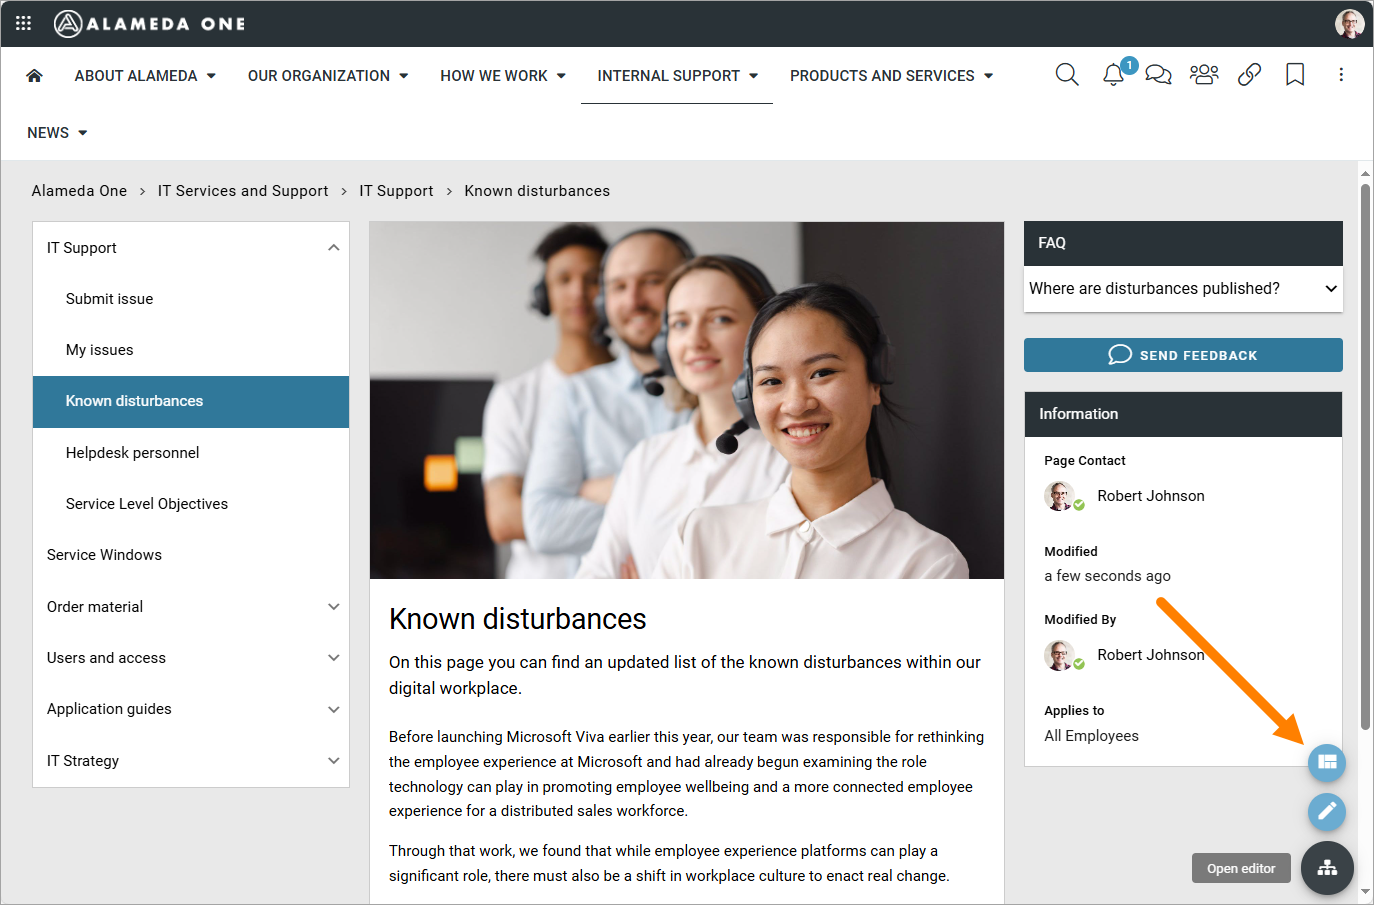 ALAMEDA ONE
ABOUT ALAMEDA
OUR ORGANIZATION
HOW WE WORK
INTERNAL SUPPORT
PRODUCTS AND SERVICES
1
NEWS
Alameda One > IT Services and Support > IT Support > Known disturbances
IT Support
Submit issue
My issues
Known disturbances
Helpdesk personnel
Service Level Objectives
Service Windows
Order material
Users and access
Application guides
IT Strategy
Known disturbances
On this page you can find an updated list of the known disturbances within our
digital workplace.
Before launching Microsoft Viva earlier this year, our team was responsible for rethinking
the employee experience at Microsoft and had already begun examining the role
technology can play in promoting employee wellbeing and a more connected employee
experience for a distributed sales workforce.
Through that work, we found that while employee experience platforms can play a
significant role, there must also be a shift in workplace culture to enact real change.
FAQ
Where are disturbances published?
SEND FEEDBACK
Information
Page Contact
Robert Johnson
Modified
a few seconds ago
Modified By
Robert Johnson
Applies to
All Employees
Open editor